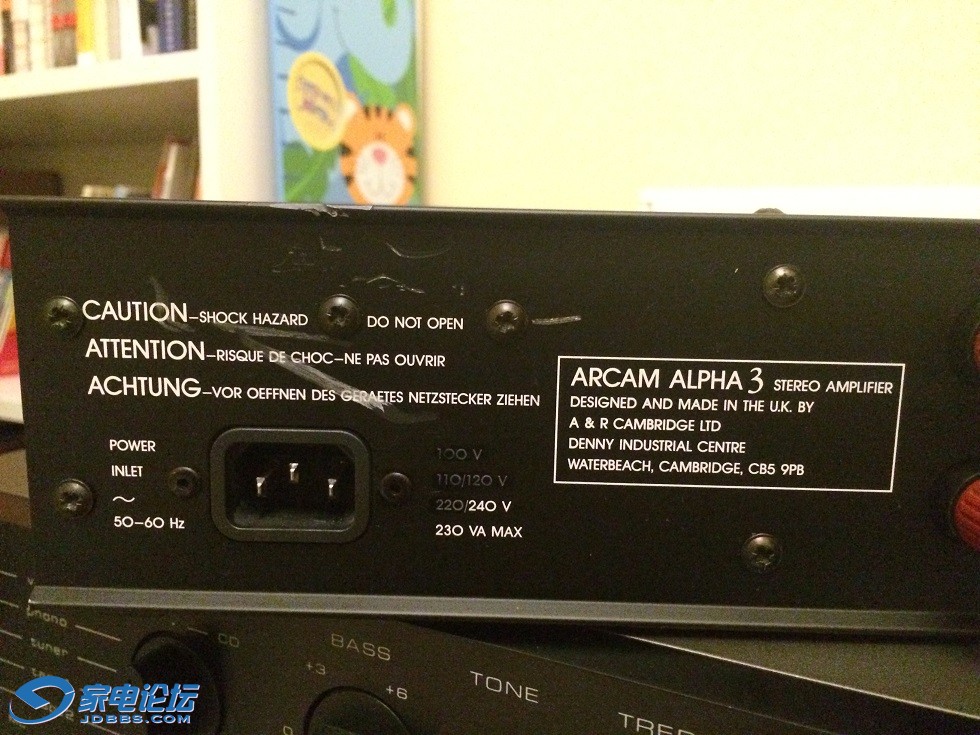 CAUTION–SHOCK HAZARD DO NOT OPEN
ATTENTION–RISQUE DE CHOC–NE PAS OUVRIR
ACHTUNG–VOR OEFFNEN DES GERAETES NETZSTECKER ZIEHEN
POWER
INLET
~
50–60 Hz
100 V
110/120 V
220/240 V
230 VA MAX
ARCAM ALPHA 3 STEREO AMPLIFIER
DESIGNED AND MADE IN THE U.K. BY
A & R CAMBRIDGE LTD
DENNY INDUSTRIAL CENTRE
WATERBEACH, CAMBRIDGE, CB5 9PB
mono
tuner
CD
BASS
+3
+6
0
TONE
家电论坛
JDBBS.COM